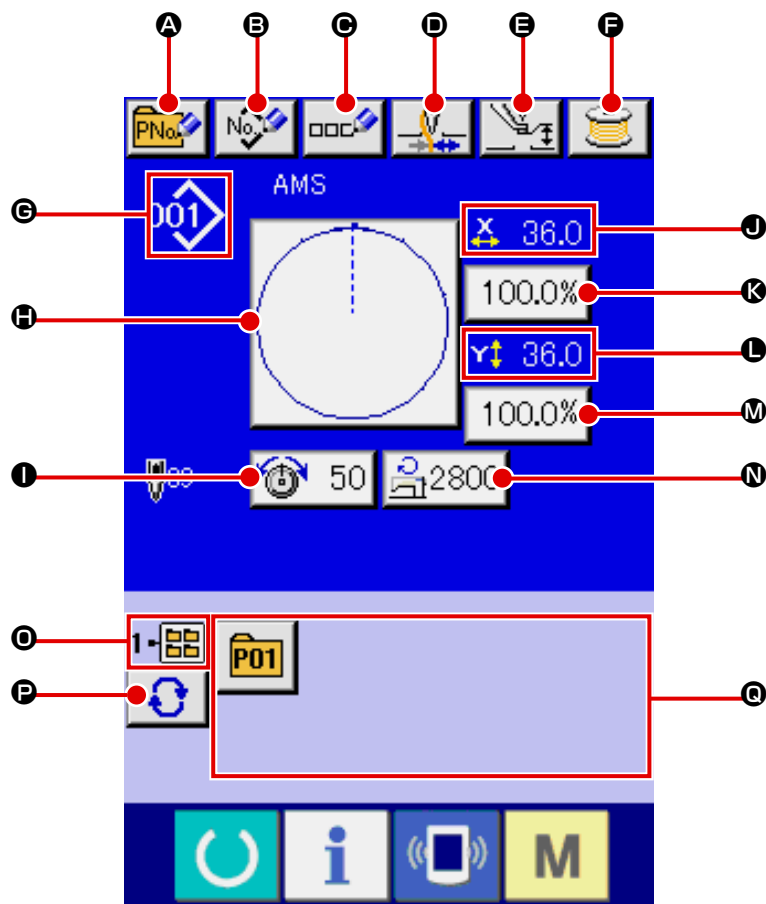 A B C D E F
PNo. No.
G 001 AMS
X 36.0 J
100.0% K
H
Y 36.0 L
100.0% M
I 50 2800 N
O 1
P01
P Q
i M